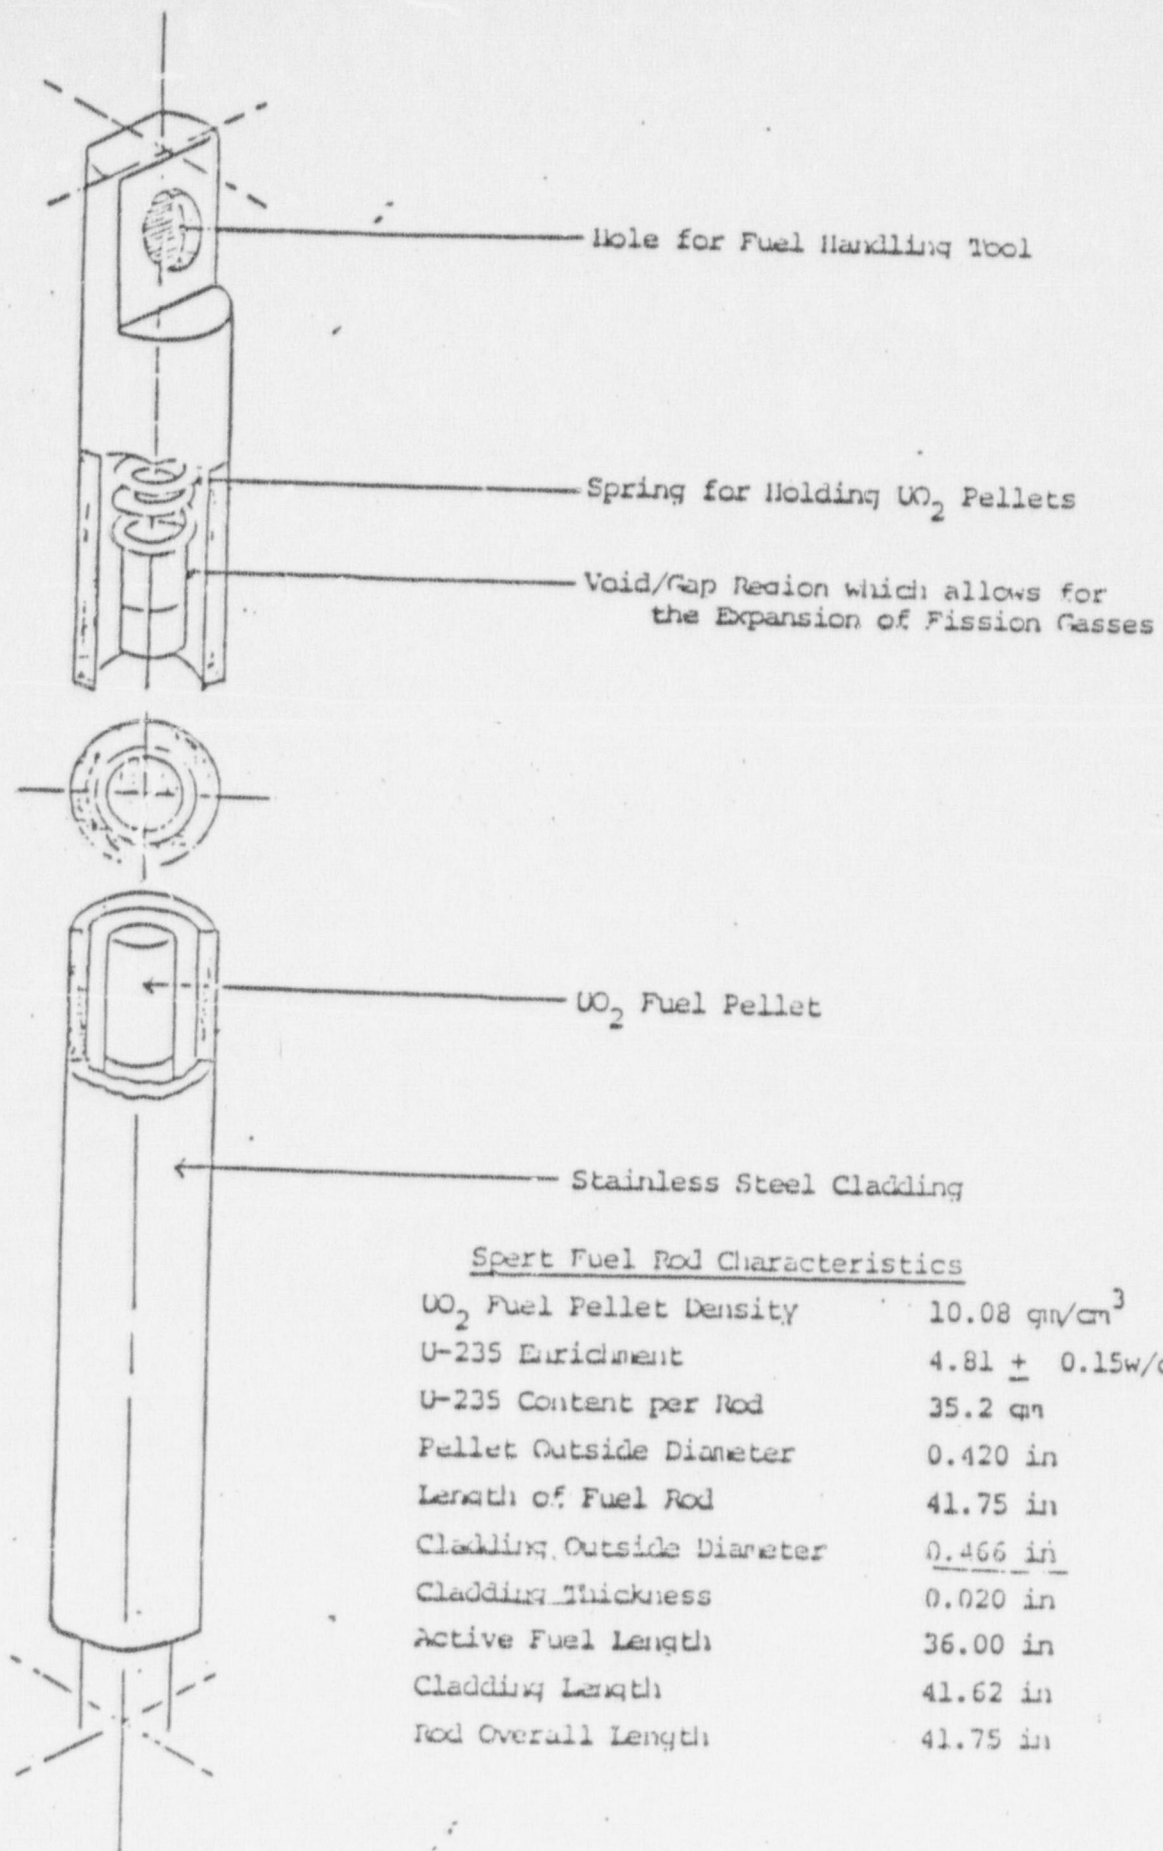 Hole for Fuel Handling Tool
Spring for Holding UO₂ Pellets
Void/Gap Region which allows for
the Expansion of Fission Gasses
UO₂ Fuel Pellet
Stainless Steel Cladding
Spert Fuel Rod Characteristics
UO₂ Fuel Pellet Density 10.08 gm/cm³
U-235 Enrichment 4.81 ± 0.15w/o
U-235 Content per Rod 35.2 gm
Pellet Outside Diameter 0.420 in
Length of Fuel Rod 41.75 in
Cladding Outside Diameter 0.466 in
Cladding Thickness 0.020 in
Active Fuel Length 36.00 in
Cladding Length 41.62 in
Rod Overall Length 41.75 in